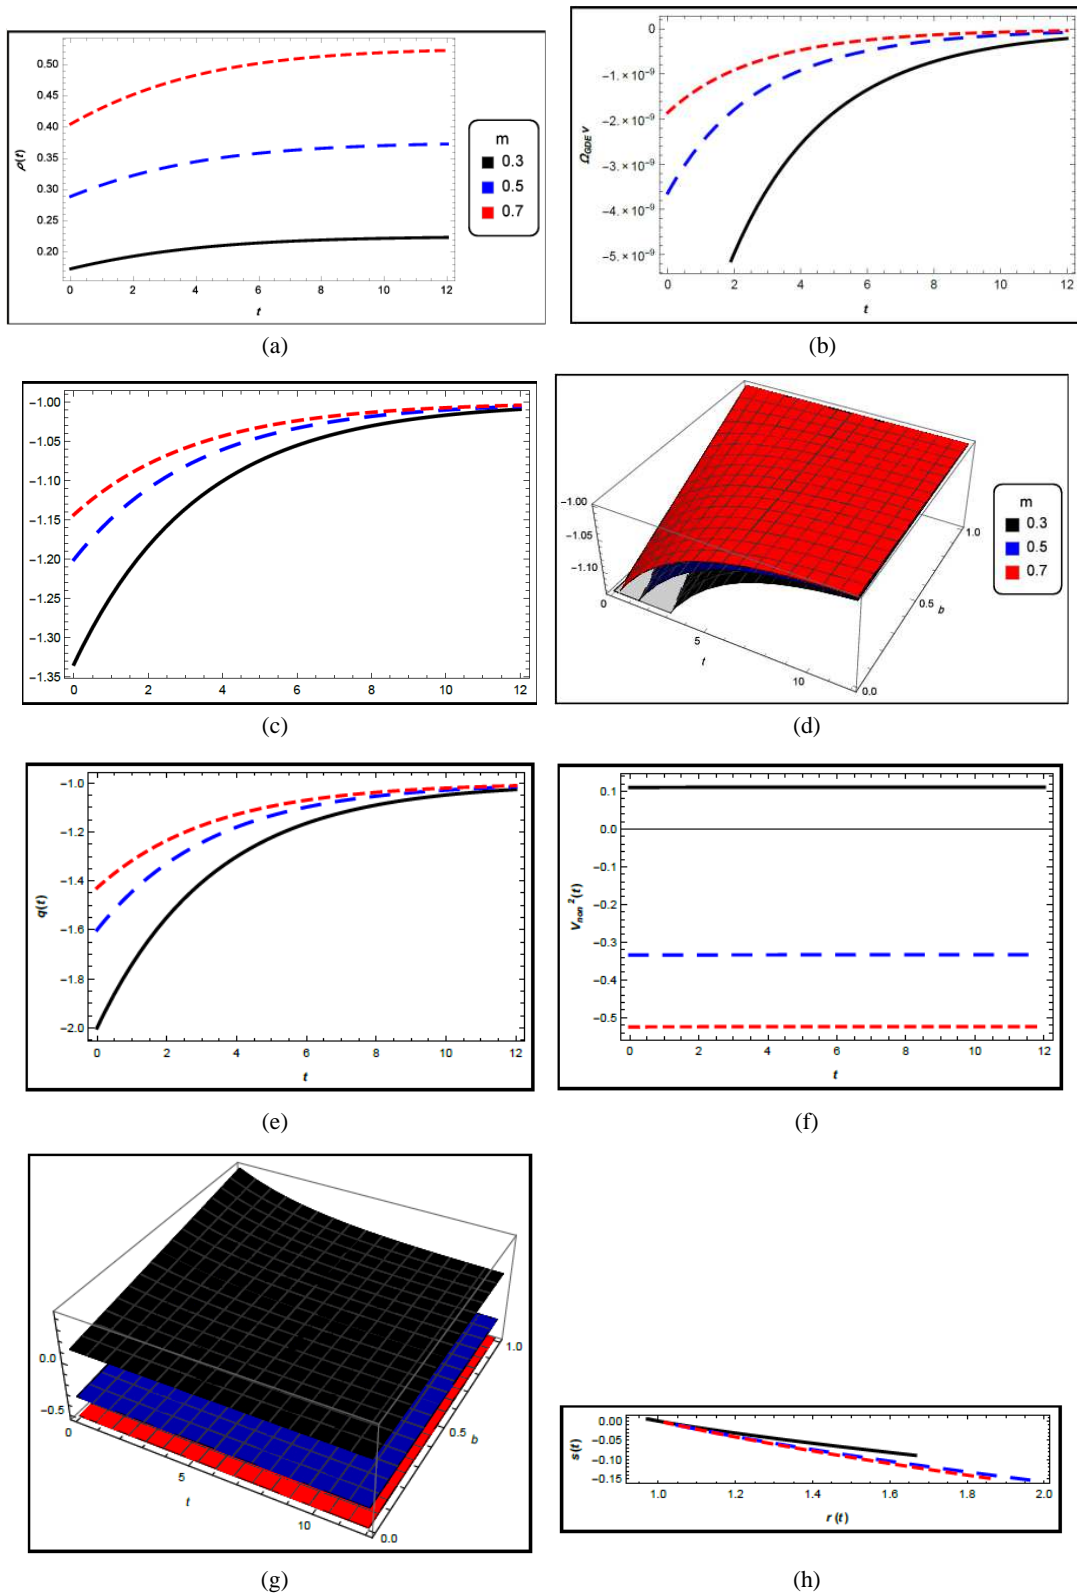 0.50
0.45
0.40
0.35
0.30
0.25
0.20
ρ(t)
0 2 4 6 8 10 12
t
m
0.3
0.5
0.7
(a)
0
-1.×10⁻⁹
-2.×10⁻⁹
-3.×10⁻⁹
-4.×10⁻⁹
-5.×10⁻⁹
Ω_GDE v
0 2 4 6 8 10 12
t
(b)
-1.00
-1.05
-1.10
-1.15
-1.20
-1.25
-1.30
-1.35
0 2 4 6 8 10 12
(c)
-1.00
-1.05
-1.10
0
5
10
t
0.0
0.5
1.0
b
m
0.3
0.5
0.7
(d)
-1.0
-1.2
-1.4
-1.6
-1.8
-2.0
q(t)
0 2 4 6 8 10 12
t
(e)
0.1
0.0
-0.1
-0.2
-0.3
-0.4
-0.5
V_non²(t)
0 2 4 6 8 10 12
t
(f)
0.0
-0.5
0
5
10
t
0.0
0.5
1.0
b
(g)
0.00
-0.05
-0.10
-0.15
s(t)
1.0 1.2 1.4 1.6 1.8 2.0
r(t)
(h)